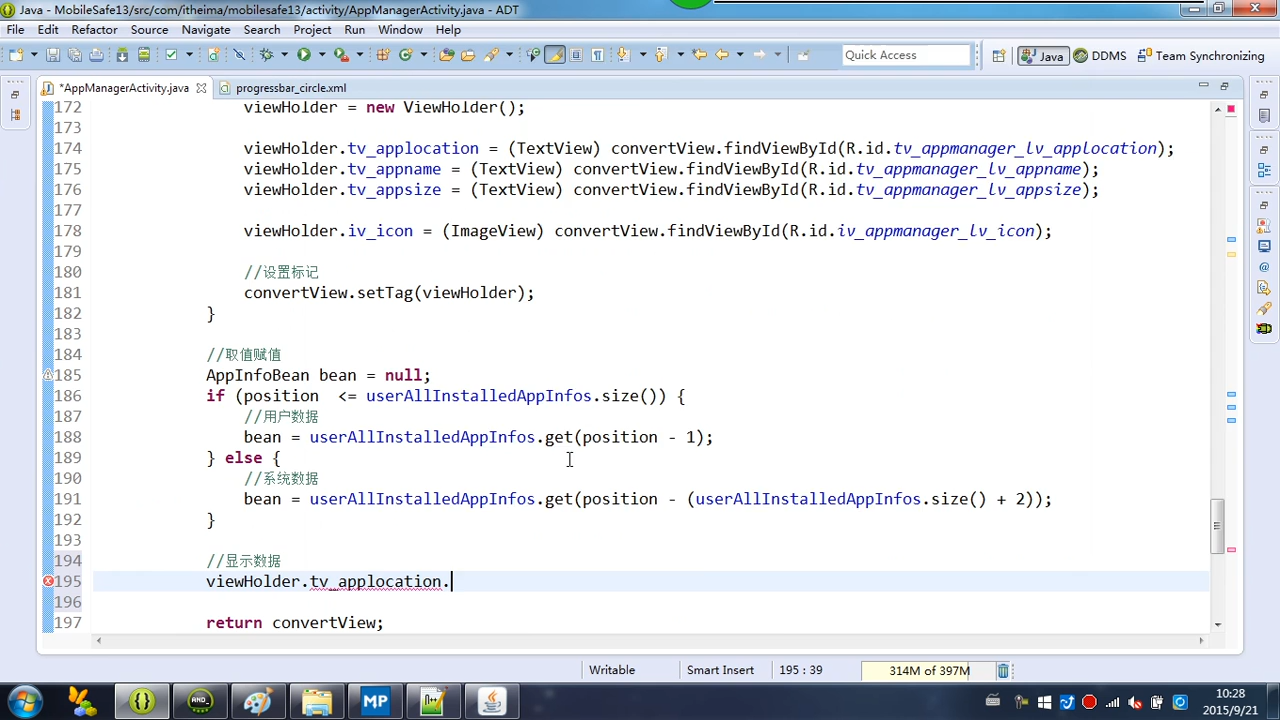 Java - MobileSafe13/src/com/itheima/mobilesafe13/activity/AppManagerActivity.java - ADT
File Edit Refactor Source Navigate Search Project Run Window Help
Quick Access Java DDMS Team Synchronizing
*AppManagerActivity.java progressbar_circle.xml
172 viewHolder = new ViewHolder();
173
174 viewHolder.tv_applocation = (TextView) convertView.findViewById(R.id.tv_appmanager_lv_applocation);
175 viewHolder.tv_appname = (TextView) convertView.findViewById(R.id.tv_appmanager_lv_appname);
176 viewHolder.tv_appsize = (TextView) convertView.findViewById(R.id.tv_appmanager_lv_appsize);
177
178 viewHolder.iv_icon = (ImageView) convertView.findViewById(R.id.iv_appmanager_lv_icon);
179
180 //设置标记
181 convertView.setTag(viewHolder);
182 }
183
184 //取值赋值
185 AppInfoBean bean = null;
186 if (position  <= userAllInstalledAppInfos.size()) {
187 //用户数据
188 bean = userAllInstalledAppInfos.get(position - 1);
189 } else {
190 //系统数据
191 bean = userAllInstalledAppInfos.get(position - (userAllInstalledAppInfos.size() + 2));
192 }
193
194 //显示数据
195 viewHolder.tv_applocation.
196
197 return convertView;
Writable Smart Insert 195 : 39 314M of 397M
AND_ MP
10:28
2015/9/21